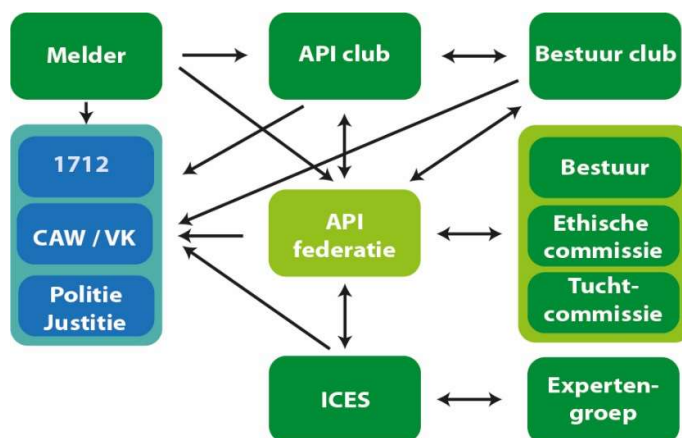 Melder
API club
Bestuur club
1712
CAW / VK
Politie
Justitie
API
federatie
Bestuur
Ethische
commissie
Tucht-
commissie
ICES
Experten-
groep